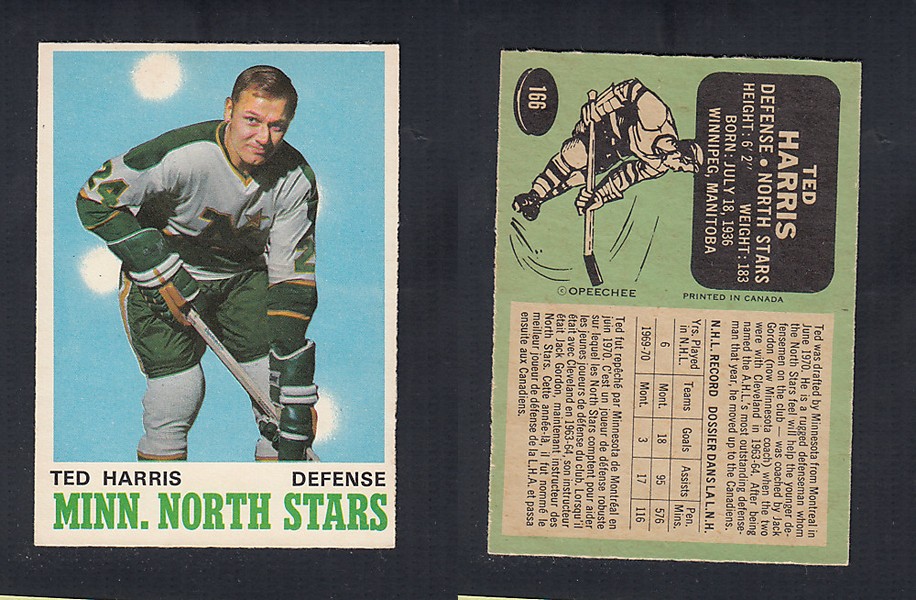 24
TED HARRIS DEFENSE
MINN. NORTH STARS
166
TED
HARRIS
DEFENSE • NORTH STARS
HEIGHT: 6' 2" WEIGHT: 183
BORN: JULY 18, 1936
WINNIPEG, MANITOBA
© OPEECHEE
PRINTED IN CANADA
Ted was drafted by Minnesota from Montreal in
June 1970. He is a rugged defenseman whom
the North Stars feel will help the younger de-
fensemen on the club — was coached by Jack
Gordon (now Minnesota coach) when the two
were with Cleveland in 1963-64. After being
named the A.H.L.'s most outstanding defense-
man that year, he moved up to the Canadiens.
N.H.L. RECORD DOSSIER DANS LA L.N.H.
Yrs. Played in N.H.L. Teams Goals Assists Pen. Mins.
6 Mont. 18 95 576
1969-70 Mont. 3 17 116
Ted fut repêché par Minnesota de Montréal en
juin 1970. C'est un joueur de défense robuste
sur lequel les North Stars comptent pour aider
les jeunes joueurs de défense du club. Lorsqu'il
était avec Cleveland en 1963-64, son instructeur
était Jack Gordon, maintenant instructeur des
North Stars. Cette année-là, il fut nommé le
meilleur joueur de défense de la L.H.A. et passa
ensuite aux Canadiens.